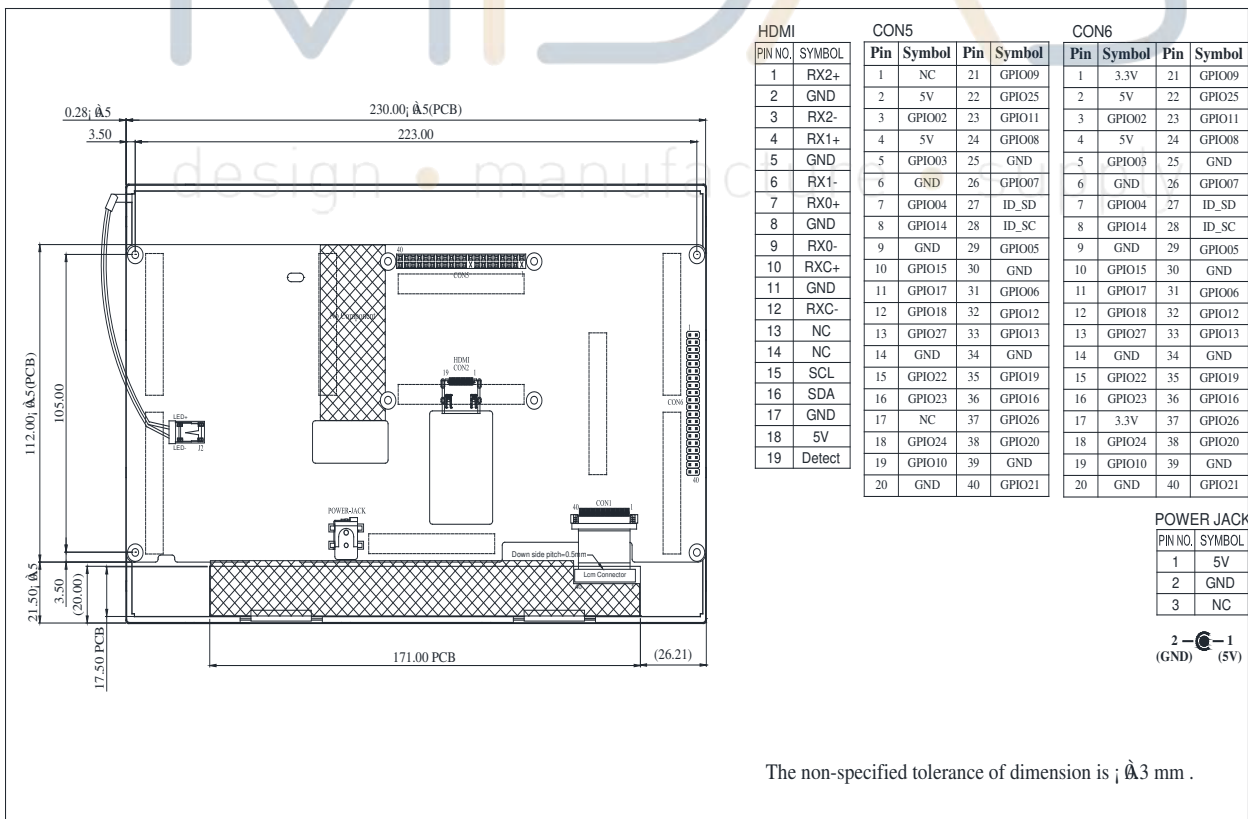 MIDAS
design • manufacture • supply
0.28¡À0.5
230.00¡À0.5(PCB)
3.50
223.00
112.00¡À0.5(PCB)
105.00
21.50¡À0.5
3.50
(20.00)
17.50 PCB
171.00 PCB
(26.21)
40
1
CON5
No Component
HDMI
CON2
19
1
1
CON6
40
LED+
LED-
J2
POWER-JACK
CON1
40
1
Down side pitch=0.5mm
Lcm Connector
HDMI
PIN NO. SYMBOL
1 RX2+
2 GND
3 RX2-
4 RX1+
5 GND
6 RX1-
7 RX0+
8 GND
9 RX0-
10 RXC+
11 GND
12 RXC-
13 NC
14 NC
15 SCL
16 SDA
17 GND
18 5V
19 Detect
CON5
Pin Symbol Pin Symbol
1 NC 21 GPIO09
2 5V 22 GPIO25
3 GPIO02 23 GPIO11
4 5V 24 GPIO08
5 GPIO03 25 GND
6 GND 26 GPIO07
7 GPIO04 27 ID_SD
8 GPIO14 28 ID_SC
9 GND 29 GPIO05
10 GPIO15 30 GND
11 GPIO17 31 GPIO06
12 GPIO18 32 GPIO12
13 GPIO27 33 GPIO13
14 GND 34 GND
15 GPIO22 35 GPIO19
16 GPIO23 36 GPIO16
17 NC 37 GPIO26
18 GPIO24 38 GPIO20
19 GPIO10 39 GND
20 GND 40 GPIO21
CON6
Pin Symbol Pin Symbol
1 3.3V 21 GPIO09
2 5V 22 GPIO25
3 GPIO02 23 GPIO11
4 5V 24 GPIO08
5 GPIO03 25 GND
6 GND 26 GPIO07
7 GPIO04 27 ID_SD
8 GPIO14 28 ID_SC
9 GND 29 GPIO05
10 GPIO15 30 GND
11 GPIO17 31 GPIO06
12 GPIO18 32 GPIO12
13 GPIO27 33 GPIO13
14 GND 34 GND
15 GPIO22 35 GPIO19
16 GPIO23 36 GPIO16
17 3.3V 37 GPIO26
18 GPIO24 38 GPIO20
19 GPIO10 39 GND
20 GND 40 GPIO21
POWER JACK
PIN NO. SYMBOL
1 5V
2 GND
3 NC
2 1
(GND) (5V)
The non-specified tolerance of dimension is ¡À0.3 mm .